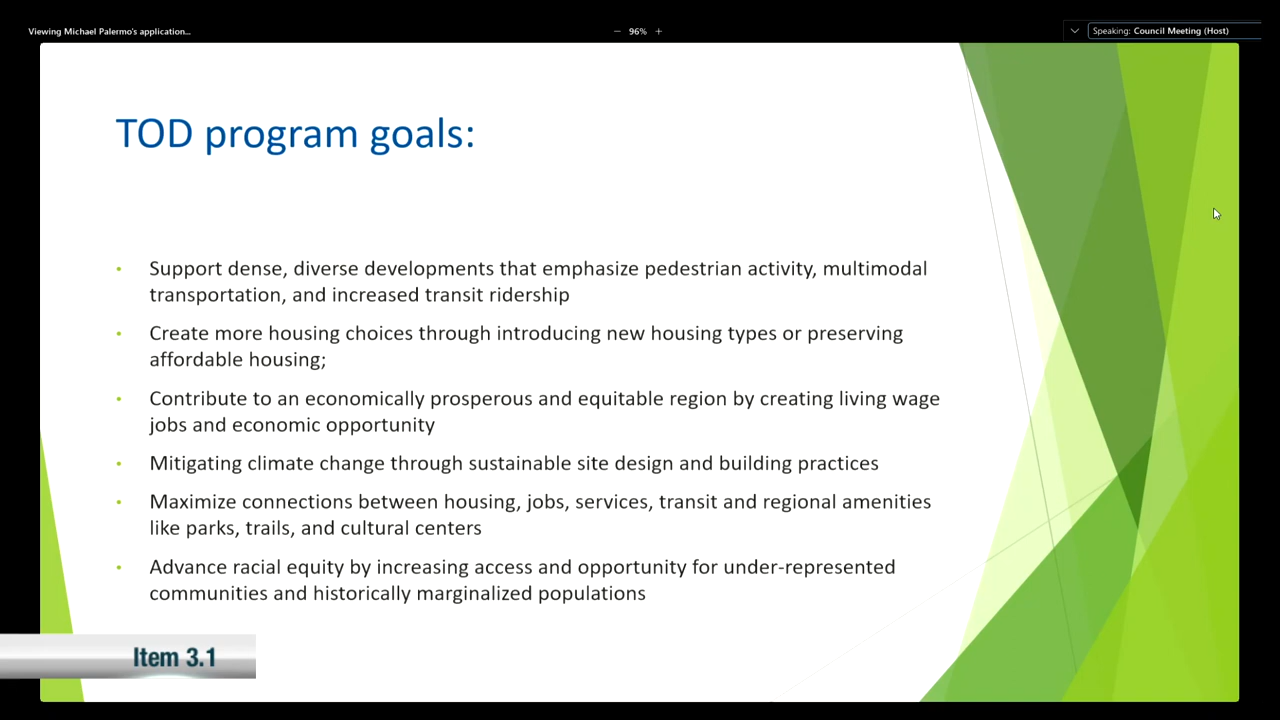 Viewing Michael Palermo's application...
− 96% +
Speaking: Council Meeting (Host)
TOD program goals:
• Support dense, diverse developments that emphasize pedestrian activity, multimodal
transportation, and increased transit ridership
• Create more housing choices through introducing new housing types or preserving
affordable housing;
• Contribute to an economically prosperous and equitable region by creating living wage
jobs and economic opportunity
• Mitigating climate change through sustainable site design and building practices
• Maximize connections between housing, jobs, services, transit and regional amenities
like parks, trails, and cultural centers
• Advance racial equity by increasing access and opportunity for under-represented
communities and historically marginalized populations
Item 3.1